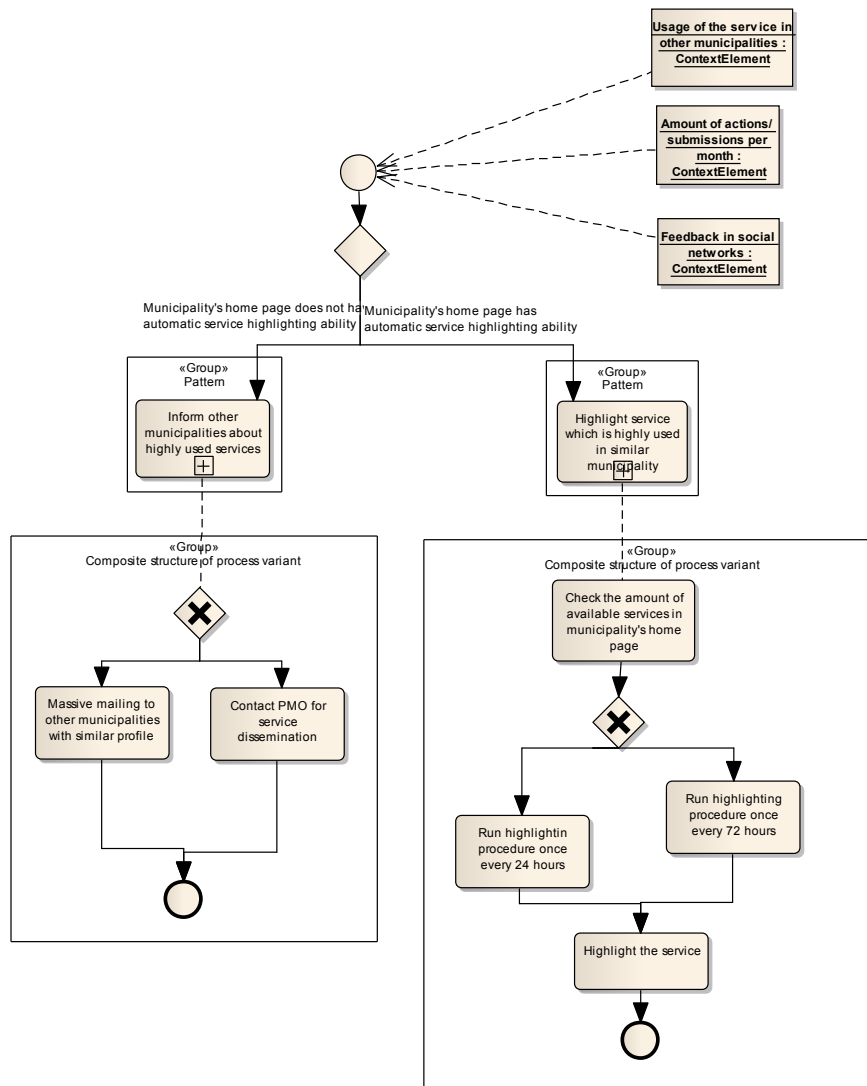 Usage of the service in
other municipalities :
ContextElement
Amount of actions/
submissions per
month :
ContextElement
Feedback in social
networks :
ContextElement
Municipality's home page does not ha
automatic service highlighting ability
Municipality's home page has
automatic service highlighting ability
«Group»
Pattern
Inform other
municipalities about
highly used services
«Group»
Pattern
Highlight service
which is highly used
in similar
municipality
«Group»
Composite structure of process variant
Massive mailing to
other municipalities
with similar profile
Contact PMO for
service
dissemination
«Group»
Composite structure of process variant
Check the amount of
available services in
municipality's home
page
Run highlightin
procedure once
every 24 hours
Run highlighting
procedure once
every 72 hours
Highlight the service